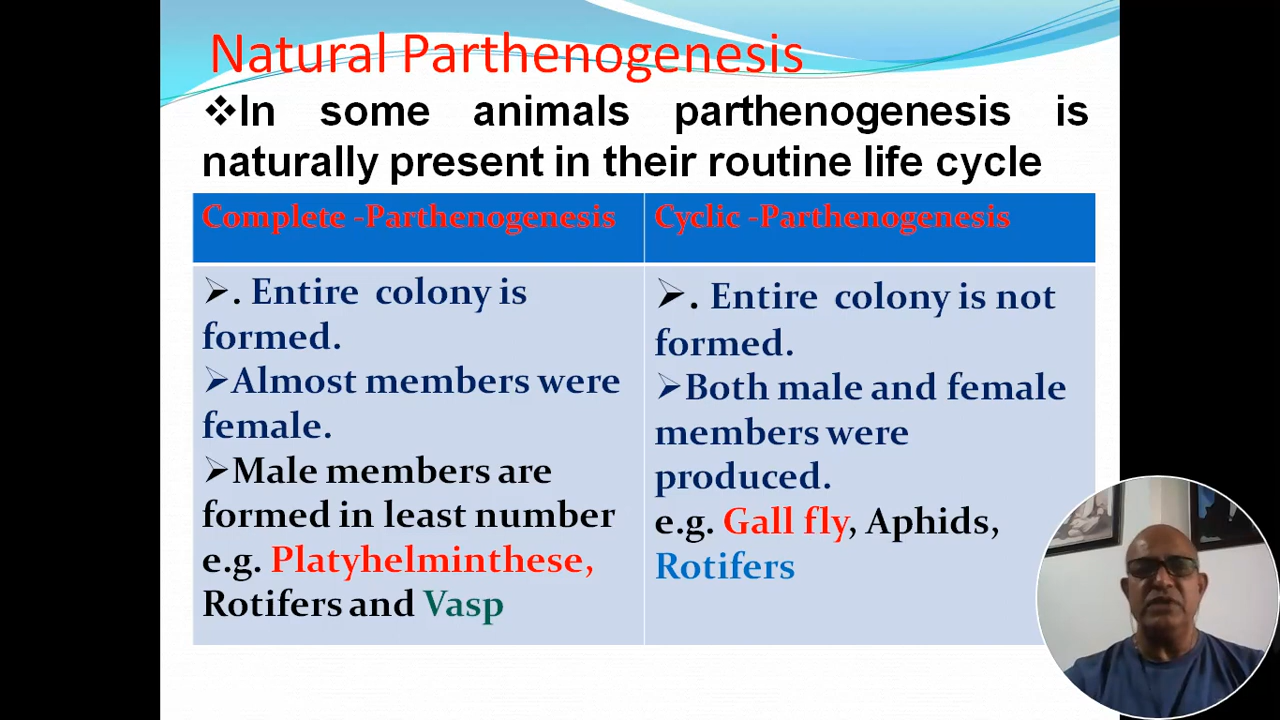 Natural Parthenogenesis
❖In some animals parthenogenesis is
naturally present in their routine life cycle
Complete -Parthenogenesis
➢. Entire colony is
formed.
➢Almost members were
female.
➢Male members are
formed in least number
e.g. Platyhelminthese,
Rotifers and Vasp
Cyclic -Parthenogenesis
➢. Entire colony is not
formed.
➢Both male and female
members were
produced.
e.g. Gall fly, Aphids,
Rotifers